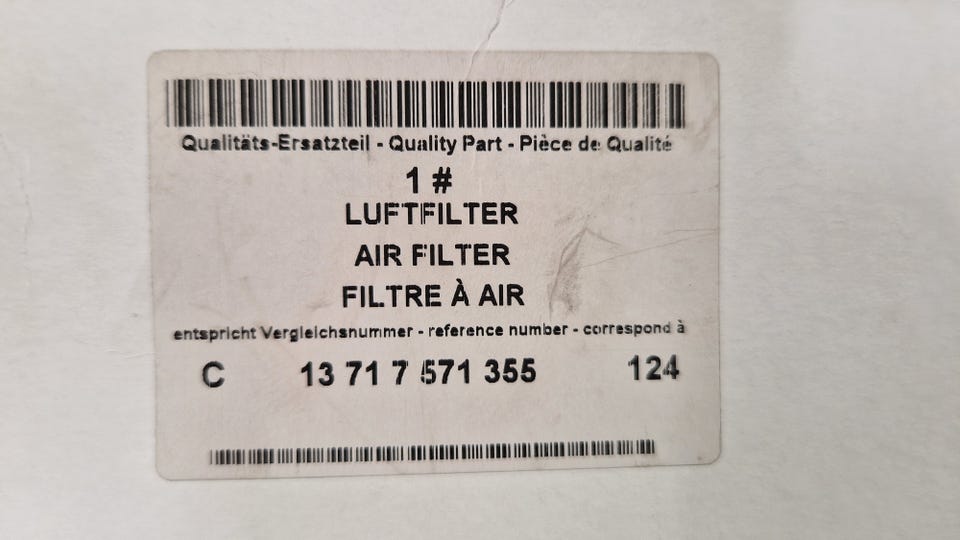 Qualitäts-Ersatzteil - Quality Part - Pièce de Qualité
1 #
LUFTFILTER
AIR FILTER
FILTRE À AIR
entspricht Vergleichsnummer - reference number - correspond à
C 13 71 7 571 355 124